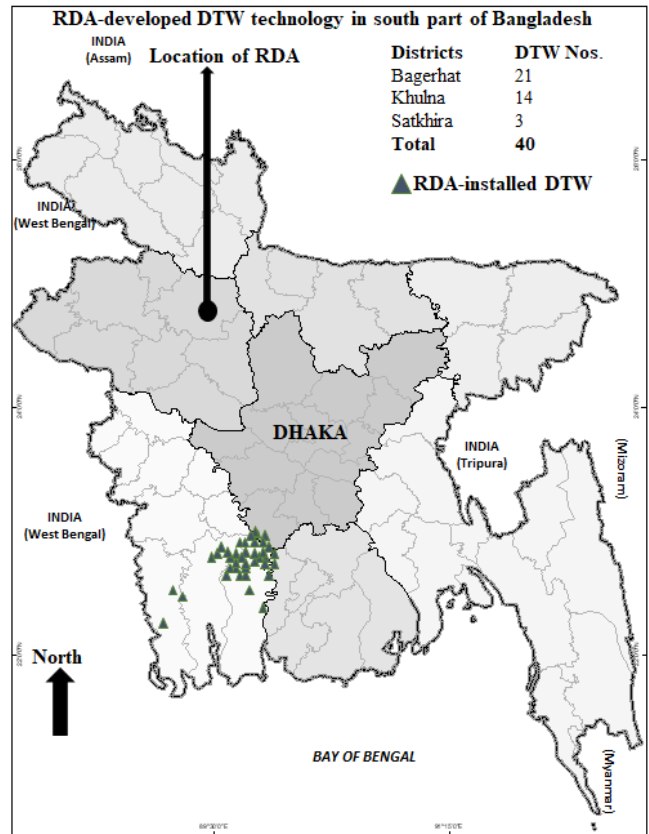 RDA-developed DTW technology in south part of Bangladesh
INDIA
(Assam)
Location of RDA
Districts DTW Nos.
Bagerhat 21
Khulna 14
Satkhira 3
Total 40
RDA-installed DTW
INDIA
(West Bengal)
DHAKA
INDIA
(Tripura)
(Mizoram)
INDIA
(West Bengal)
North
BAY OF BENGAL
(Myanmar)